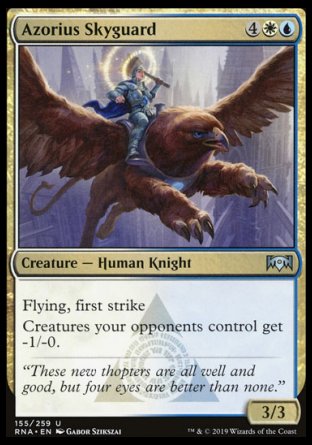 Azorius Skyguard 4
Creature — Human Knight
Flying, first strike
Creatures your opponents control get
-1/-0.
“These new thopters are all well and
good, but four eyes are better than none.”
3/3
155/259 U
RNA • EN Gabor Szikszai
™ & © 2019 Wizards of the Coast